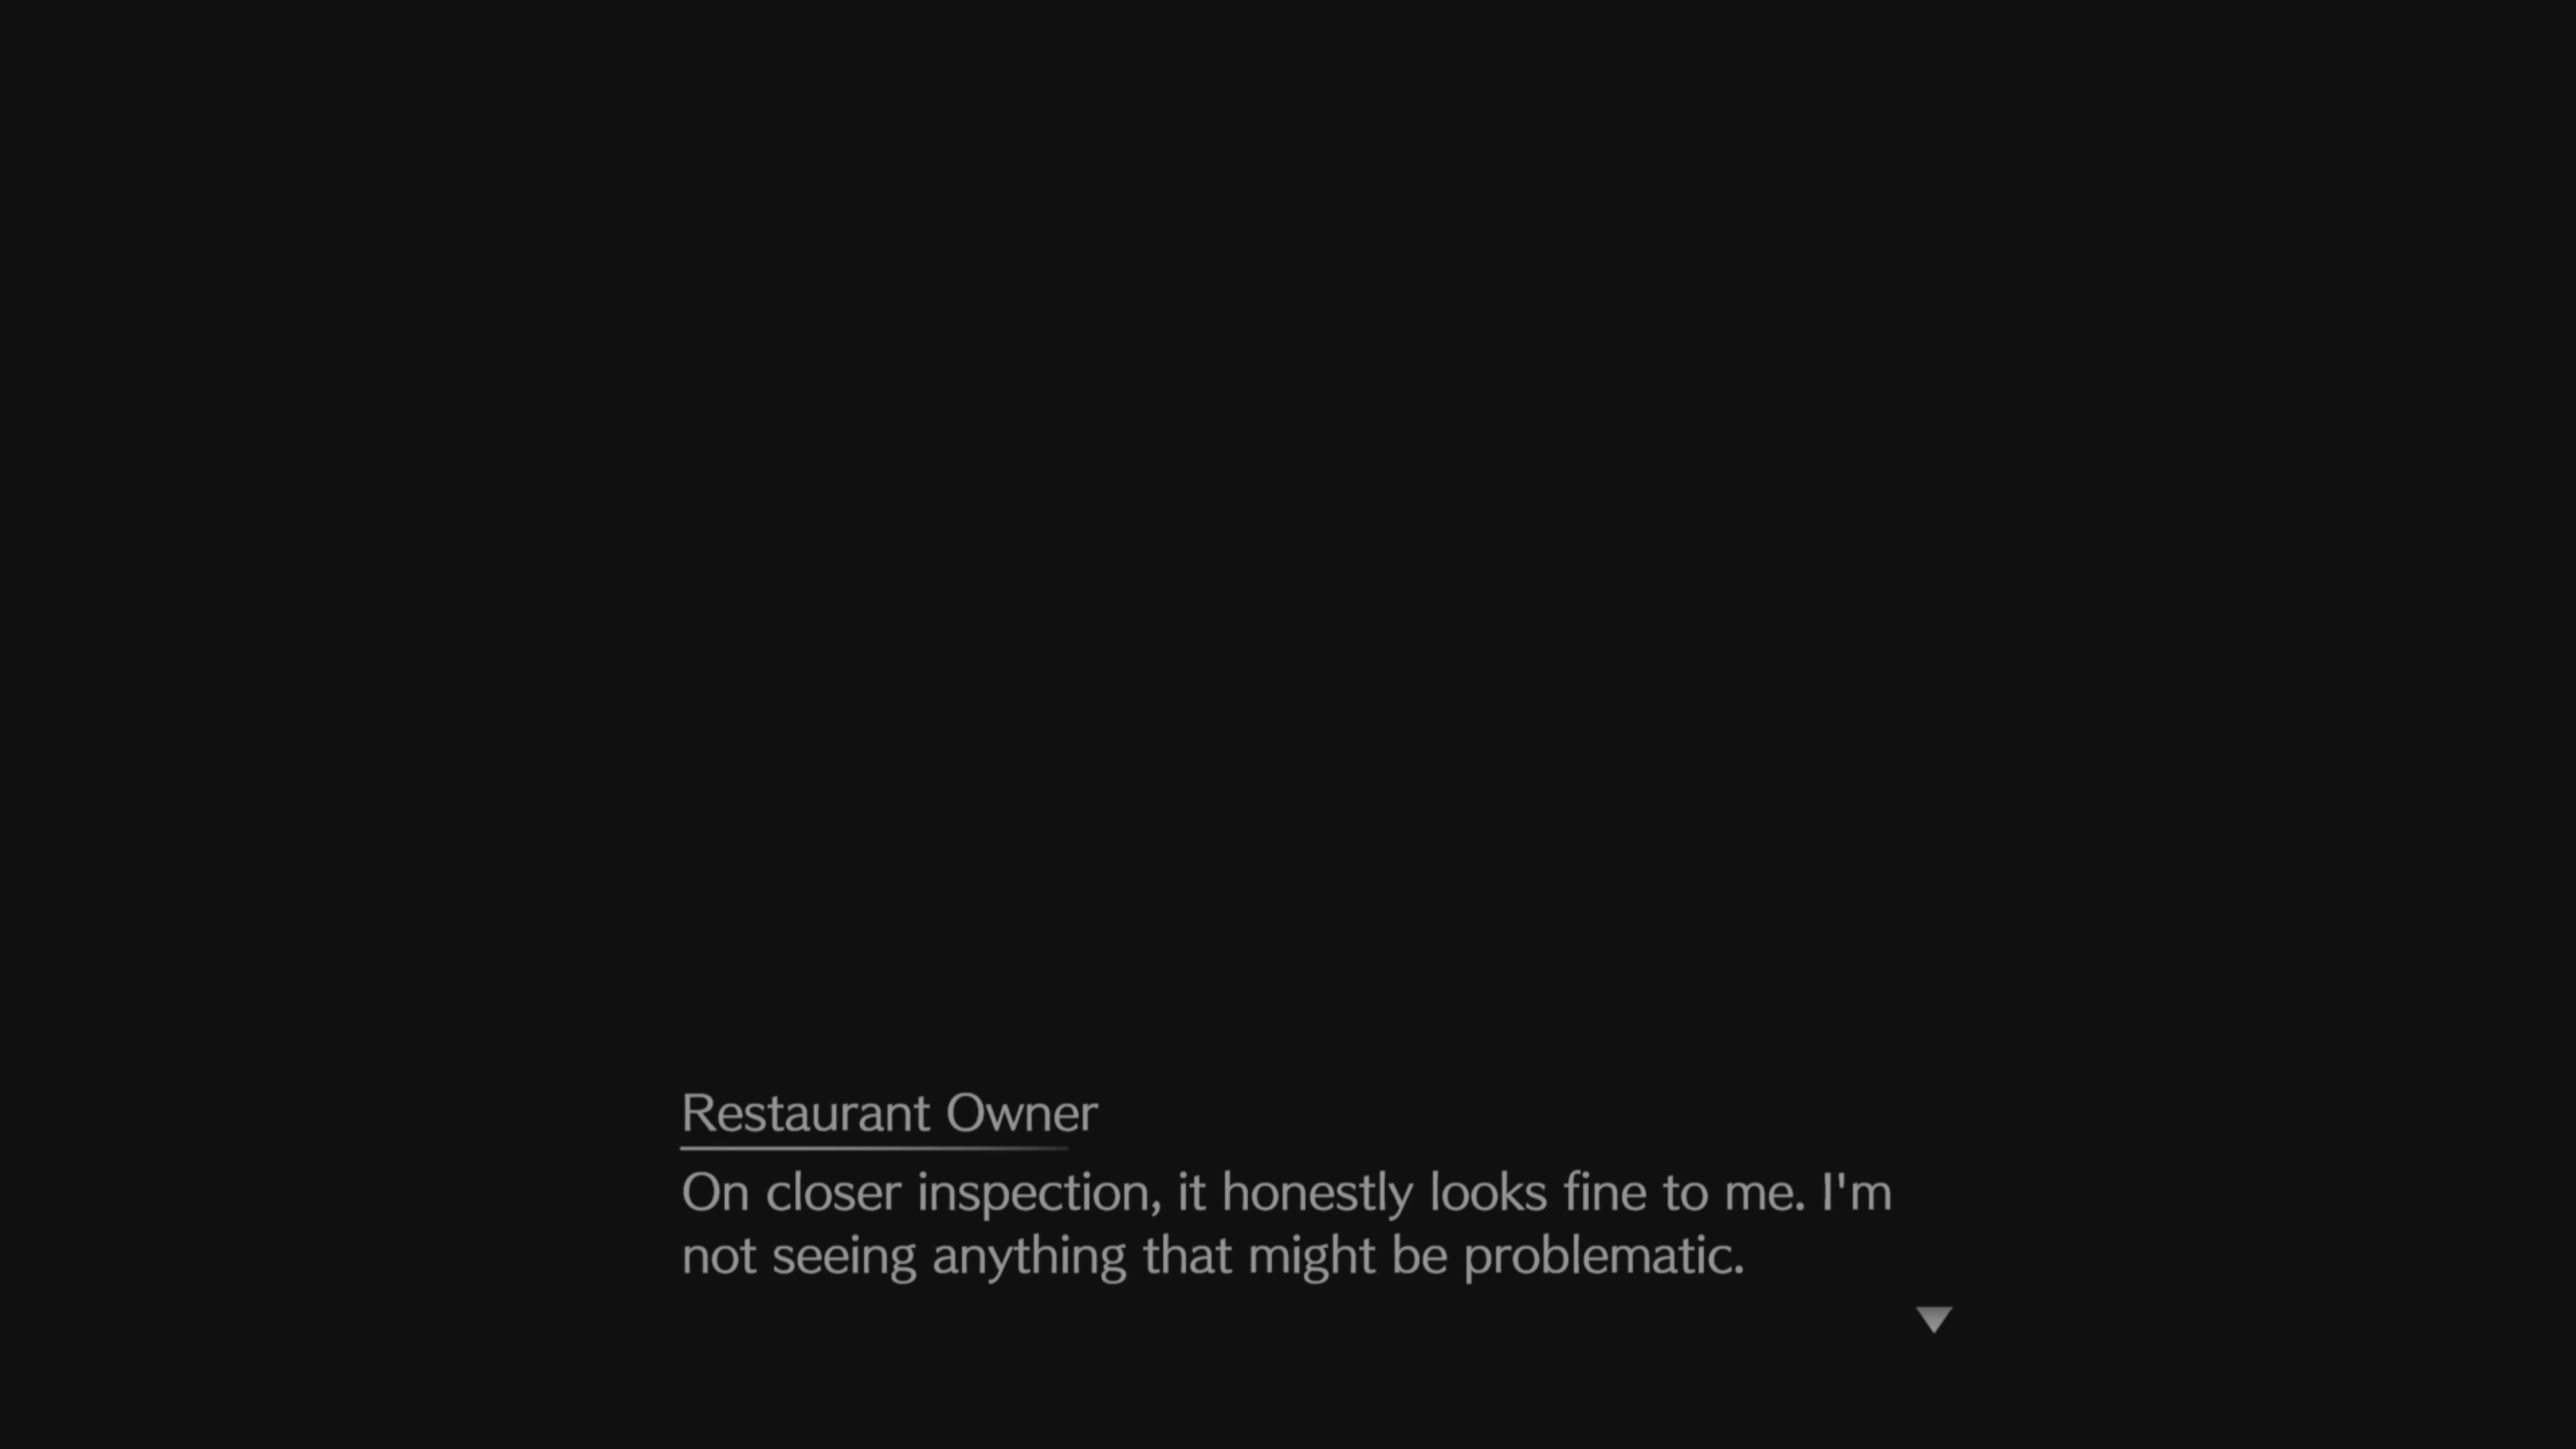 Restaurant Owner
On closer inspection, it honestly looks fine to me. I'm
not seeing anything that might be problematic.